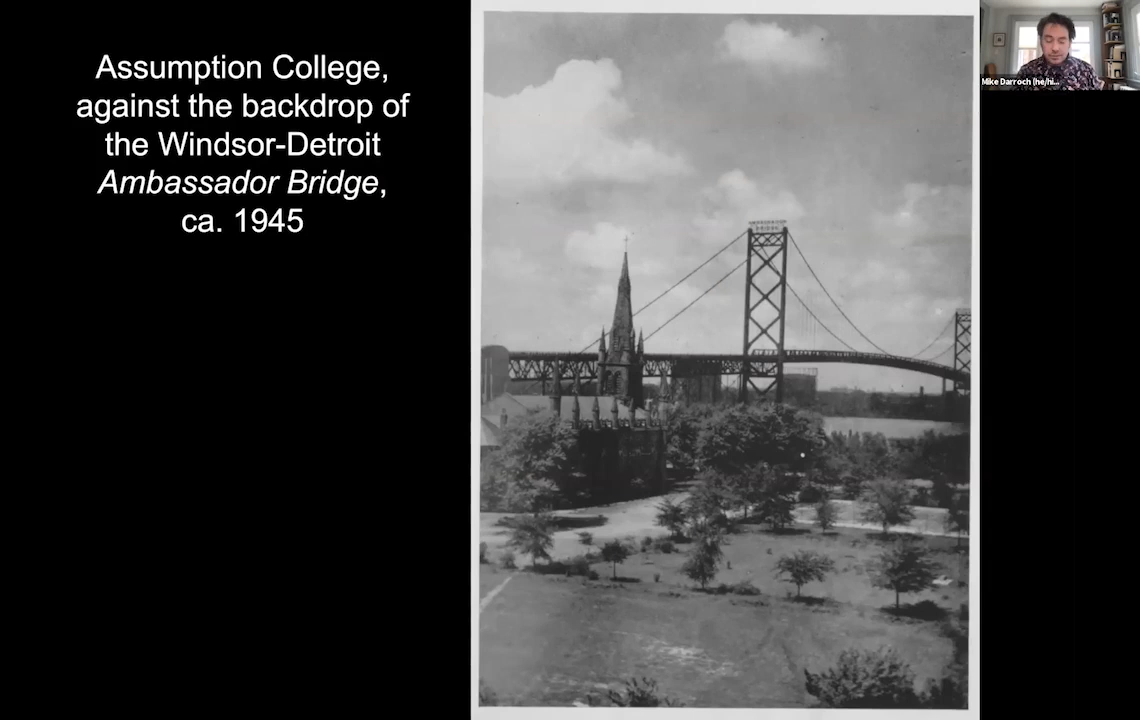 Assumption College,
against the backdrop of
the Windsor-Detroit
Ambassador Bridge,
ca. 1945
Mike Darroch (he/hi...